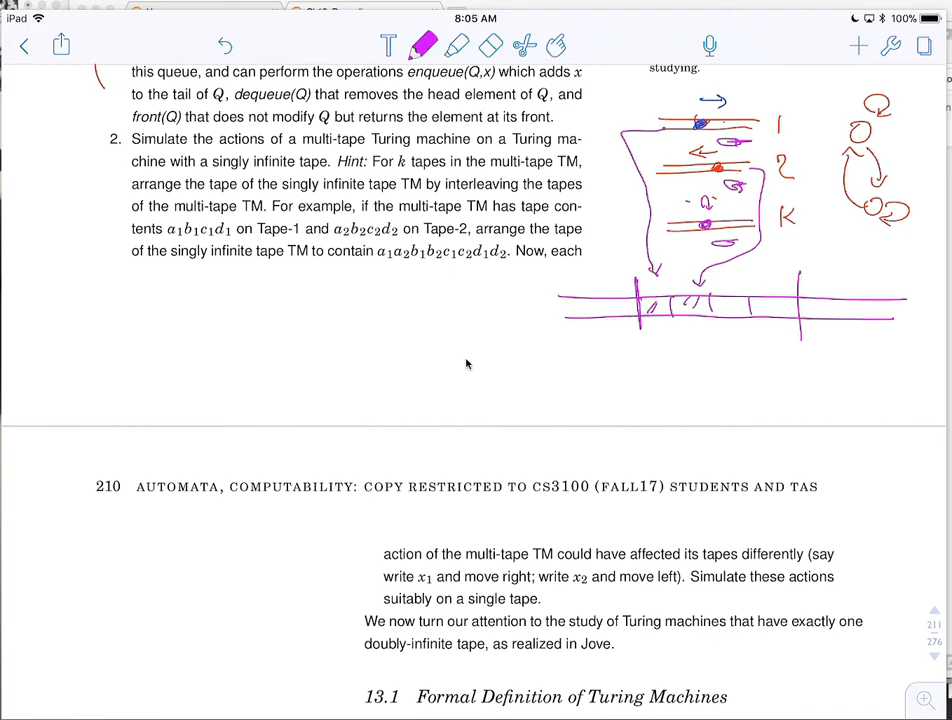 iPad
8:05 AM
100%
this queue, and can perform the operations enqueue(Q,x) which adds x
to the tail of Q, dequeue(Q) that removes the head element of Q, and
front(Q) that does not modify Q but returns the element at its front.
studying.
2. Simulate the actions of a multi-tape Turing machine on a Turing ma-
chine with a singly infinite tape. Hint: For k tapes in the multi-tape TM,
arrange the tape of the singly infinite tape TM by interleaving the tapes
of the multi-tape TM. For example, if the multi-tape TM has tape con-
tents a₁b₁c₁d₁ on Tape-1 and a₂b₂c₂d₂ on Tape-2, arrange the tape
of the singly infinite tape TM to contain a₁a₂b₁b₂c₁c₂d₁d₂. Now, each
1
2
K
210 AUTOMATA, COMPUTABILITY: COPY RESTRICTED TO CS3100 (FALL17) STUDENTS AND TAS
action of the multi-tape TM could have affected its tapes differently (say
write x₁ and move right; write x₂ and move left). Simulate these actions
suitably on a single tape.
We now turn our attention to the study of Turing machines that have exactly one
doubly-infinite tape, as realized in Jove.
211
276
13.1 Formal Definition of Turing Machines